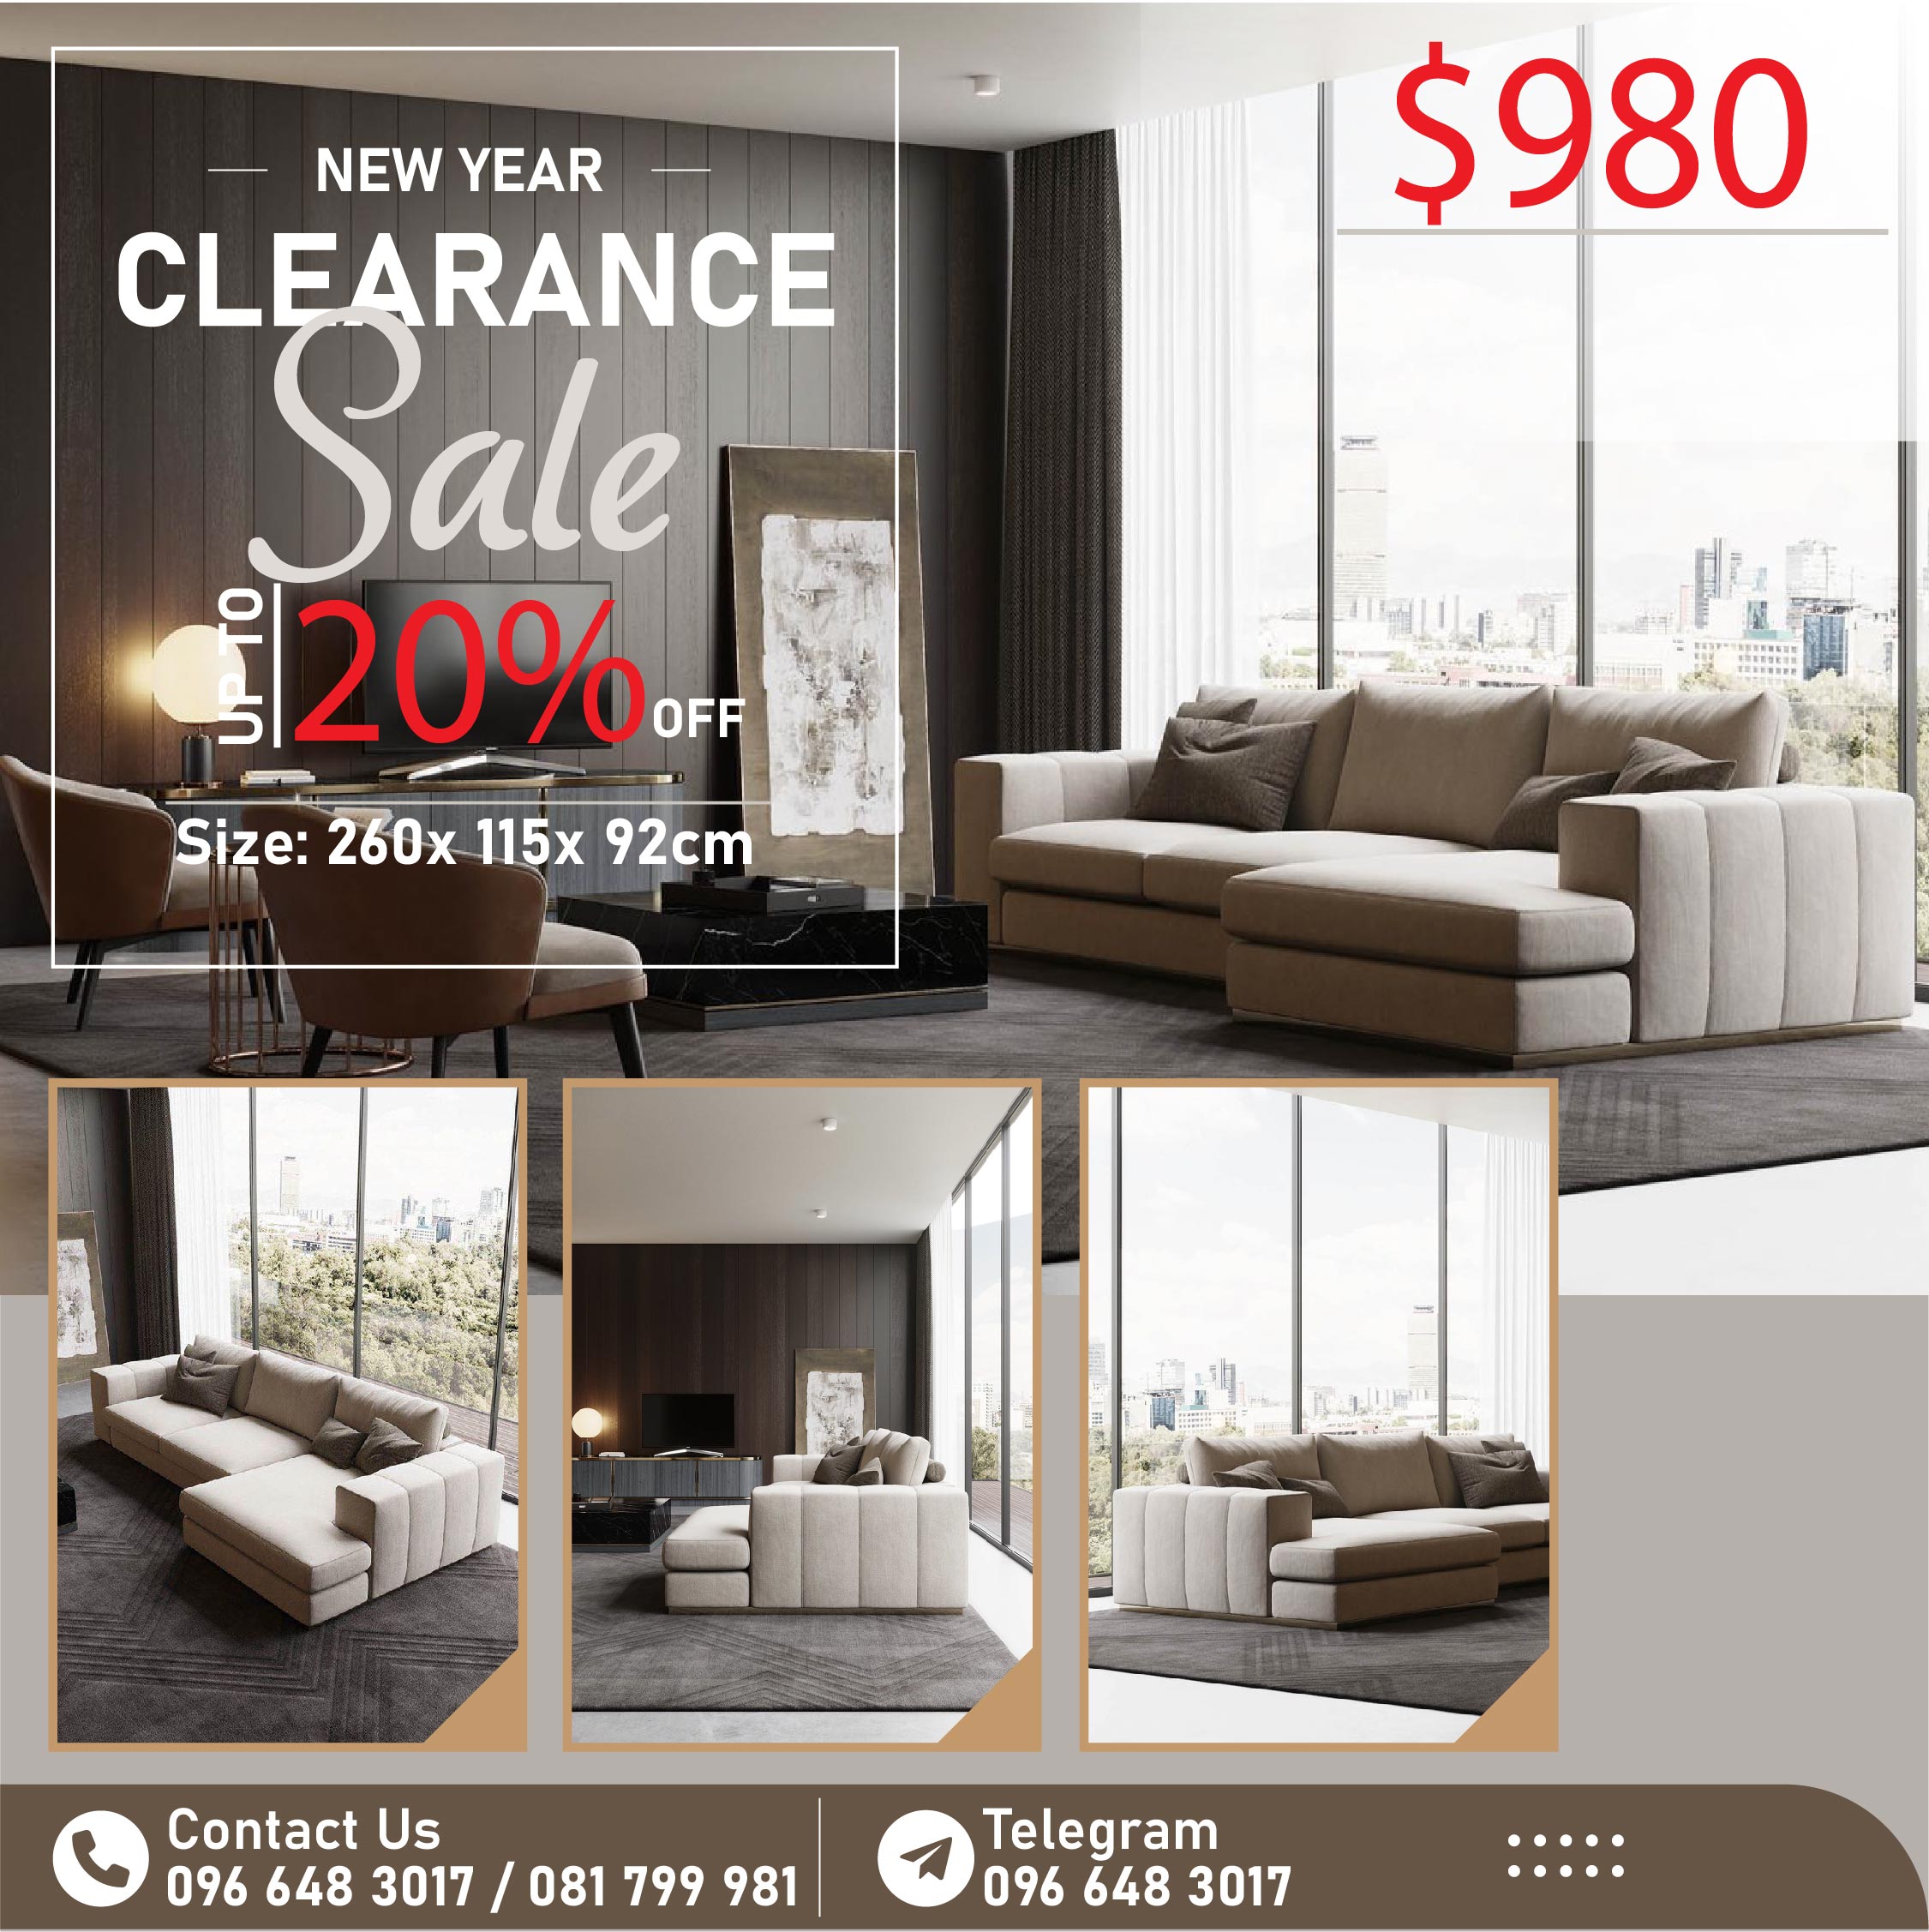 NEW YEAR
CLEARANCE
Sale
UP TO
20% OFF
Size: 260x 115x 92cm
$980
Contact Us
096 648 3017 / 081 799 981
Telegram
096 648 3017